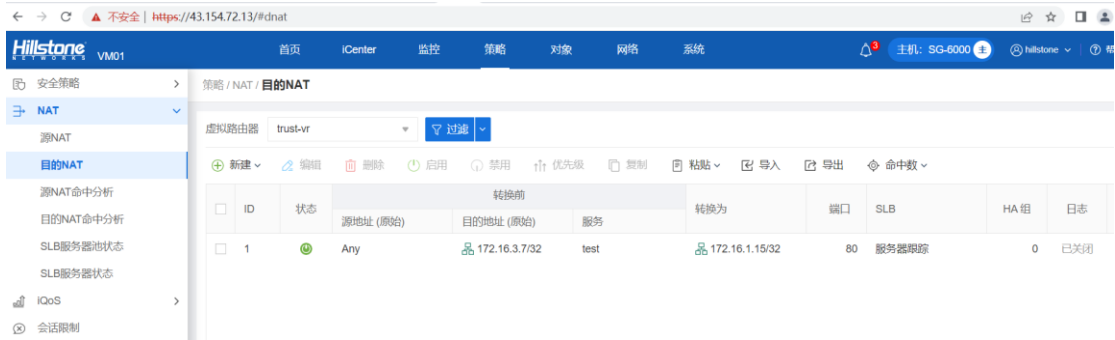 不安全 | https://43.154.72.13/#dnat
Hillstone NETWORKS VM01 首页 iCenter 监控 策略 对象 网络 系统 3 主机: SG-6000 主 hillstone
安全策略
NAT
源NAT
目的NAT
源NAT命中分析
目的NAT命中分析
SLB服务器池状态
SLB服务器状态
iQoS
会话限制
策略 / NAT / 目的NAT
虚拟路由器 trust-vr 过滤
新建 编辑 删除 启用 禁用 优先级 复制 粘贴 导入 导出 命中数
ID 状态 转换前 转换为 端口 SLB HA 组 日志
源地址 (原始) 目的地址 (原始) 服务
1 Any 172.16.3.7/32 test 172.16.1.15/32 80 服务器跟踪 0 已关闭